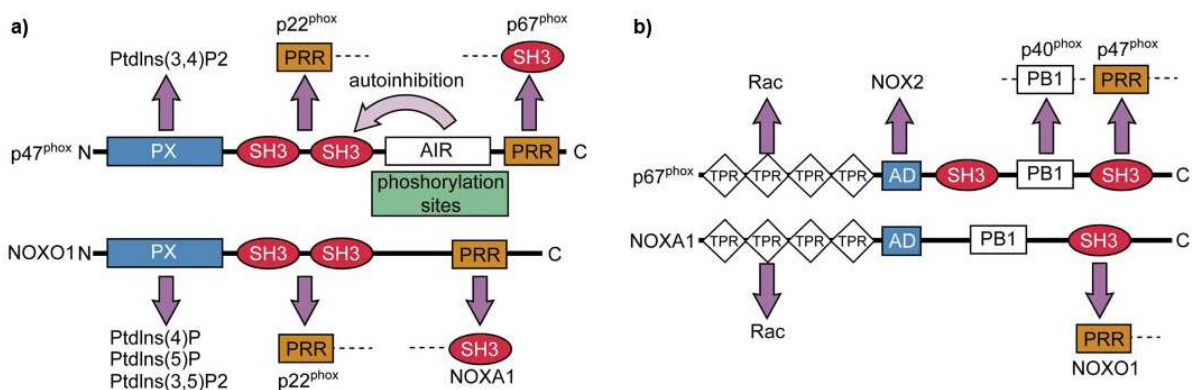 a)
p22phox
p67phox
PtdIns(3,4)P2
PRR
SH3
autoinhibition
p47phox N
PX
SH3
SH3
AIR
PRR
C
phoshorylation
sites
NOXO1 N
PX
SH3
SH3
PRR
C
PtdIns(4)P
PtdIns(5)P
PtdIns(3,5)P2
PRR
p22phox
SH3
NOXA1
b)
p40phox
p47phox
Rac
NOX2
PB1
PRR
p67phox
TPR
TPR
TPR
TPR
AD
SH3
PB1
SH3
C
NOXA1
TPR
TPR
TPR
TPR
AD
PB1
SH3
C
Rac
PRR
NOXO1